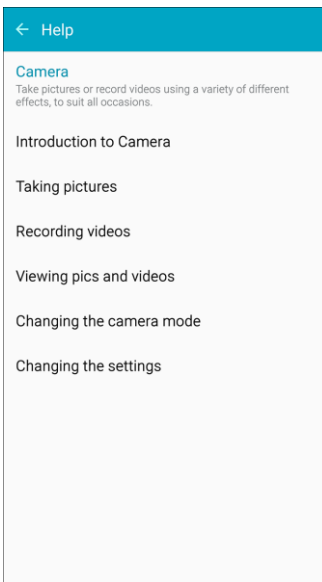 Help
Camera
Take pictures or record videos using a variety of different
effects, to suit all occasions.
Introduction to Camera
Taking pictures
Recording videos
Viewing pics and videos
Changing the camera mode
Changing the settings